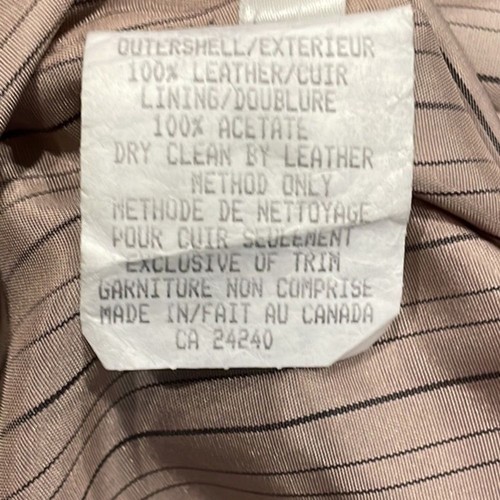 OUTERSHELL/EXTERIEUR
100% LEATHER/CUIR
LINING/DOUBLURE
100% ACETATE
DRY CLEAN BY LEATHER
METHOD ONLY
METHODE DE NETTOYAGE
POUR CUIR SEULEMENT
EXCLUSIVE OF TRIM
GARNITURE NON COMPRISE
MADE IN/FAIT AU CANADA
CA 24240